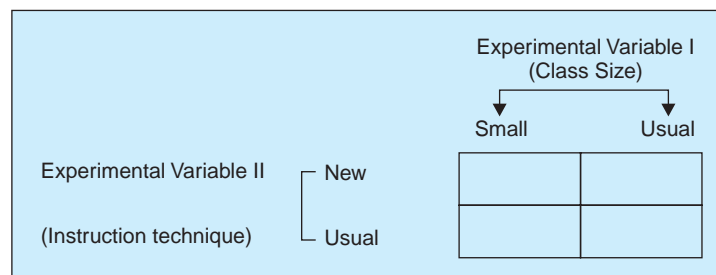 Experimental Variable I
(Class Size)
Small Usual
Experimental Variable II New
(Instruction technique) Usual